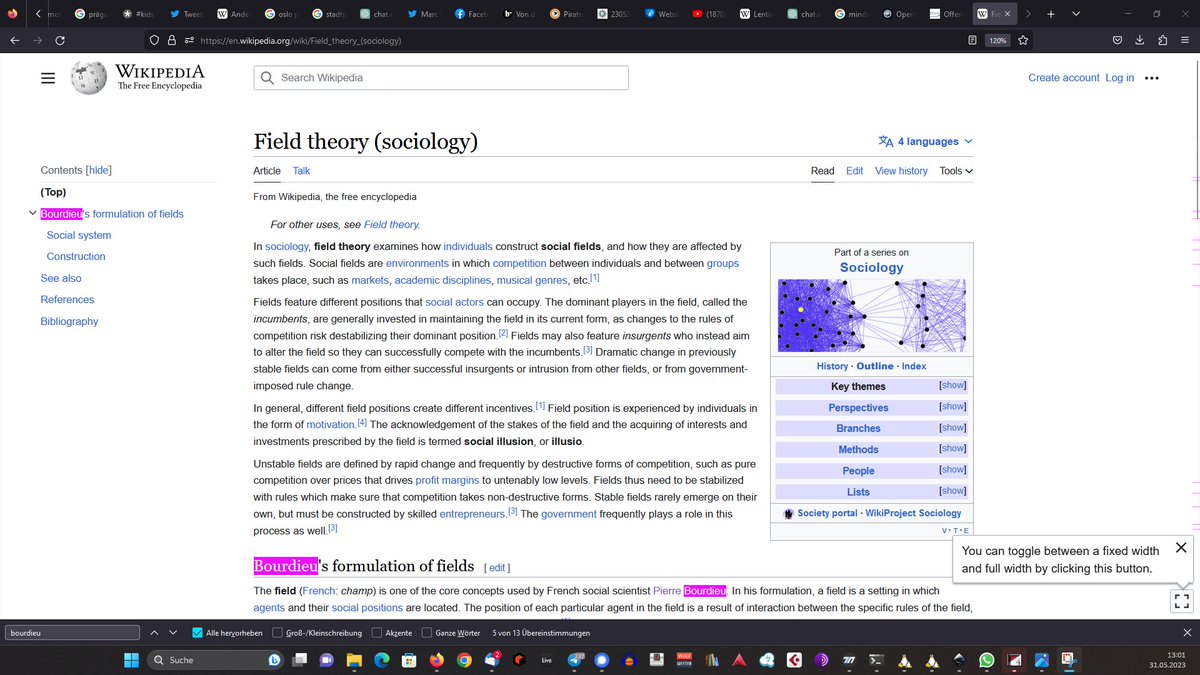 mot
prägu
#kids
Tweet
Ander
oslo p
stadtp
chat.o
Marc
Faceb
Von d
Pirate
23052
Webs
(1870)
Lentic
chat.o
mindi
OpenI
Offen
Fie
https://en.wikipedia.org/wiki/Field_theory_(sociology)
120%
WIKIPEDIA
The Free Encyclopedia
Search Wikipedia
Create account Log in
Field theory (sociology)
4 languages
Article Talk
Read Edit View history Tools
From Wikipedia, the free encyclopedia
Contents [hide]
(Top)
Bourdieu's formulation of fields
Social system
Construction
See also
References
Bibliography
For other uses, see Field theory.
In sociology, field theory examines how individuals construct social fields, and how they are affected by
such fields. Social fields are environments in which competition between individuals and between groups
takes place, such as markets, academic disciplines, musical genres, etc.[1]
Fields feature different positions that social actors can occupy. The dominant players in the field, called the
incumbents, are generally invested in maintaining the field in its current form, as changes to the rules of
competition risk destabilizing their dominant position.[2] Fields may also feature insurgents who instead aim
to alter the field so they can successfully compete with the incumbents.[3] Dramatic change in previously
stable fields can come from either successful insurgents or intrusion from other fields, or from government-
imposed rule change.
In general, different field positions create different incentives.[1] Field position is experienced by individuals in
the form of motivation.[4] The acknowledgement of the stakes of the field and the acquiring of interests and
investments prescribed by the field is termed social illusion, or illusio.
Unstable fields are defined by rapid change and frequently by destructive forms of competition, such as pure
competition over prices that drives profit margins to untenably low levels. Fields thus need to be stabilized
with rules which make sure that competition takes non-destructive forms. Stable fields rarely emerge on their
own, but must be constructed by skilled entrepreneurs.[3] The government frequently plays a role in this
process as well.[3]
Part of a series on
Sociology
History · Outline · Index
Key themes [show]
Perspectives [show]
Branches [show]
Methods [show]
People [show]
Lists [show]
Society portal · WikiProject Sociology
V · T · E
You can toggle between a fixed width
and full width by clicking this button.
Bourdieu's formulation of fields [ edit ]
The field (French: champ) is one of the core concepts used by French social scientist Pierre Bourdieu. In his formulation, a field is a setting in which
agents and their social positions are located. The position of each particular agent in the field is a result of interaction between the specific rules of the field,
bourdieu
Alle hervorheben
Groß-/Kleinschreibung
Akzente
Ganze Wörter
5 von 13 Übereinstimmungen
Suche
Live
13:01
31.05.2023